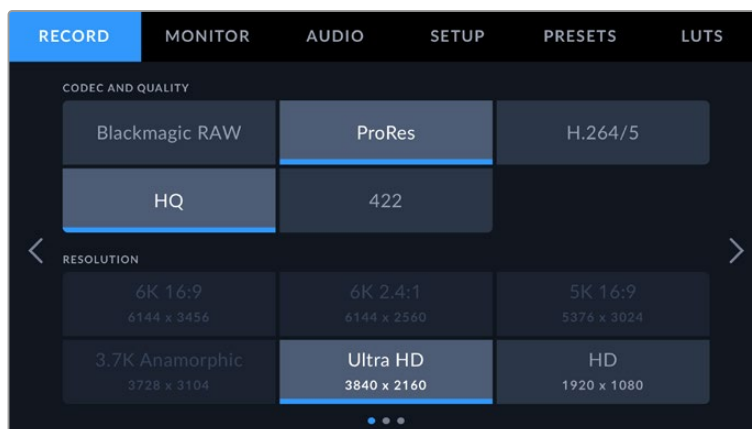 RECORD MONITOR AUDIO SETUP PRESETS LUTS
CODEC AND QUALITY
Blackmagic RAW ProRes H.264/5
HQ 422
RESOLUTION
6K 16:9 6K 2.4:1 5K 16:9
6144 x 3456 6144 x 2560 5376 x 3024
3.7K Anamorphic Ultra HD HD
3728 x 3104 3840 x 2160 1920 x 1080